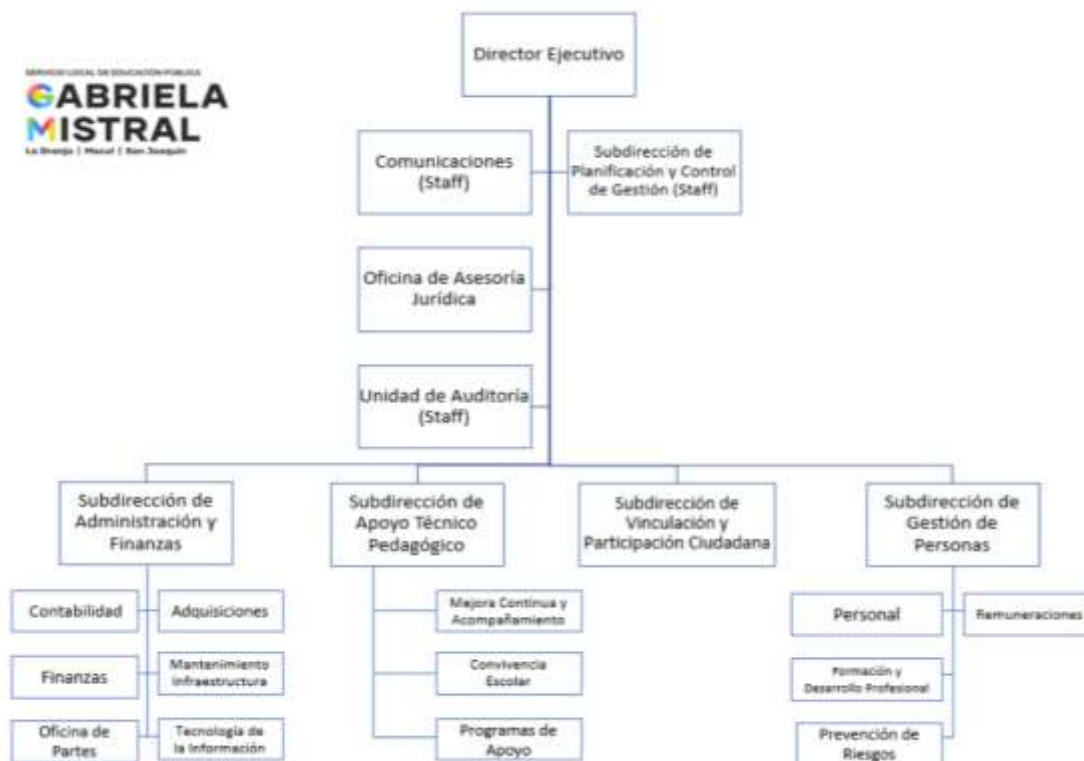 Director Ejecutivo
SERVICIO LOCAL DE EDUCACIÓN PÚBLICA
GABRIELA
MISTRAL
La Granja | Macul | San Joaquín
Comunicaciones
(Staff)
Subdirección de
Planificación y Control
de Gestión (Staff)
Oficina de Asesoría
Jurídica
Unidad de Auditoría
(Staff)
Subdirección de
Administración y
Finanzas
Subdirección de
Apoyo Técnico
Pedagógico
Subdirección de
Vinculación y
Participación Ciudadana
Subdirección de
Gestión de
Personas
Contabilidad
Adquisiciones
Finanzas
Mantenimiento
Infraestructura
Oficina de
Partes
Tecnología de
la Información
Mejora Continua y
Acompañamiento
Convivencia
Escolar
Programas de
Apoyo
Personal
Remuneraciones
Formación y
Desarrollo Profesional
Prevención de
Riesgos